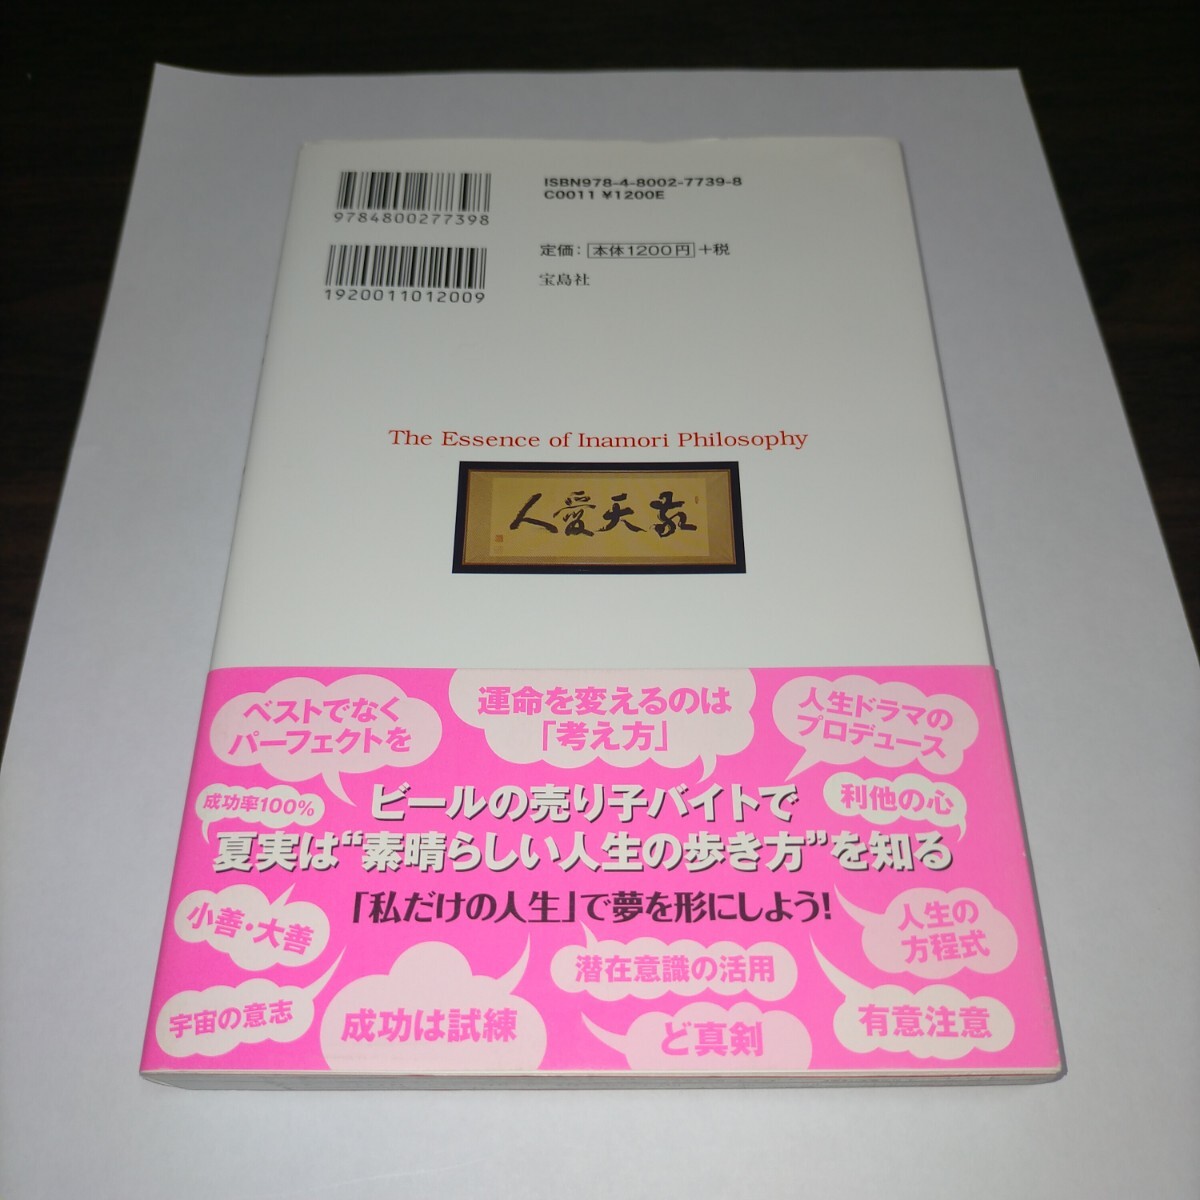 ISBN978-4-8002-7739-8
C0011 ¥1200E
9784800277398
定価：本体1200円+税
宝島社
1920011012009
The Essence of Inamori Philosophy
人愛天敬
ベストでなく
パーフェクトを
運命を変えるのは
「考え方」
人生ドラマの
プロデュース
成功率100%
利他の心
ビールの売り子バイトで
夏実は“素晴らしい人生の歩き方”を知る
「私だけの人生」で夢を形にしよう!
小善・大善
人生の
方程式
潜在意識の活用
宇宙の意志
成功は試練
ど真剣
有意注意